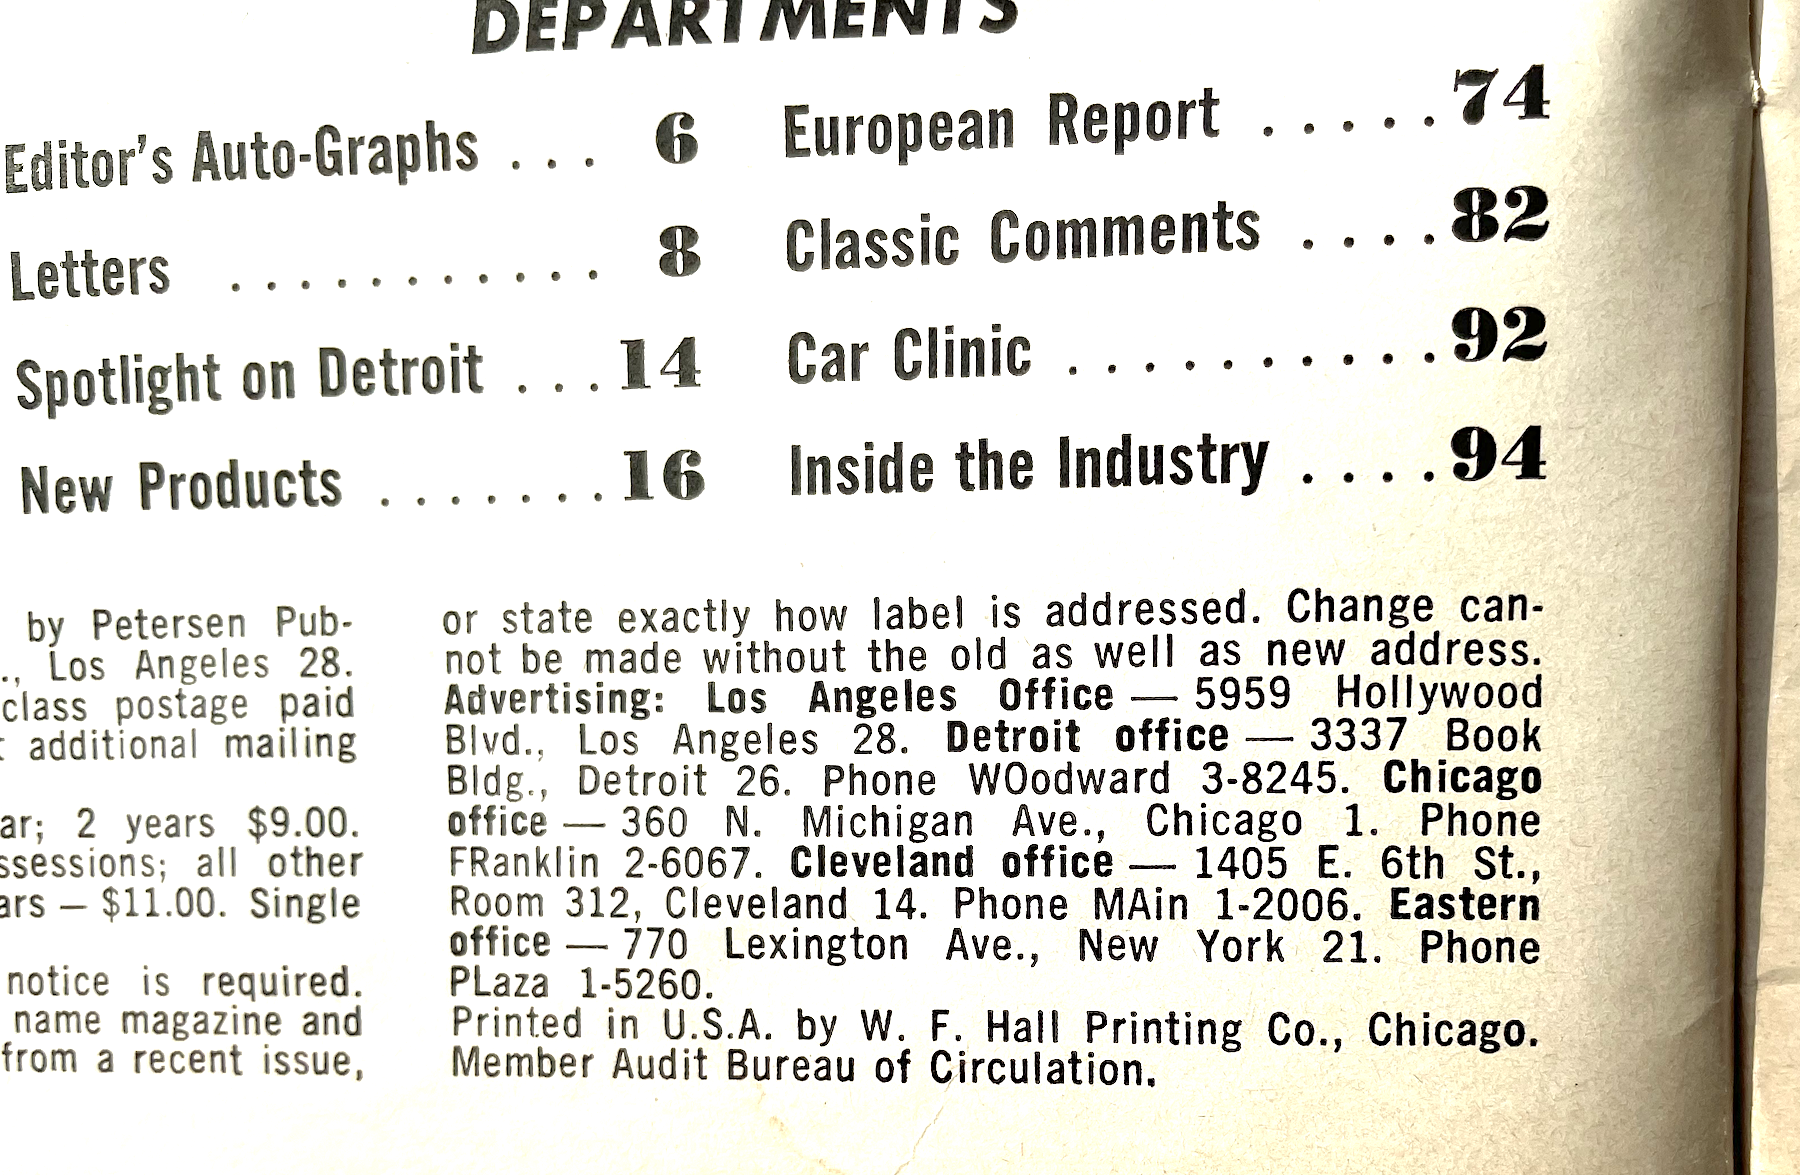 DEPARTMENTS
Editor's Auto-Graphs . . . 6
Letters . . . . . . . . . . . 8
Spotlight on Detroit . . . 14
New Products . . . . . . . 16
European Report . . . . . 74
Classic Comments . . . . 82
Car Clinic . . . . . . . . . . . 92
Inside the Industry . . . . 94
by Petersen Pub-
., Los Angeles 28.
class postage paid
additional mailing
ar; 2 years $9.00.
ssessions; all other
ars — $11.00. Single
notice is required.
name magazine and
from a recent issue,
or state exactly how label is addressed. Change can-
not be made without the old as well as new address.
Advertising: Los Angeles Office — 5959 Hollywood
Blvd., Los Angeles 28. Detroit office — 3337 Book
Bldg., Detroit 26. Phone WOodward 3-8245. Chicago
office — 360 N. Michigan Ave., Chicago 1. Phone
FRanklin 2-6067. Cleveland office — 1405 E. 6th St.,
Room 312, Cleveland 14. Phone MAin 1-2006. Eastern
office — 770 Lexington Ave., New York 21. Phone
PLaza 1-5260.
Printed in U.S.A. by W. F. Hall Printing Co., Chicago.
Member Audit Bureau of Circulation.